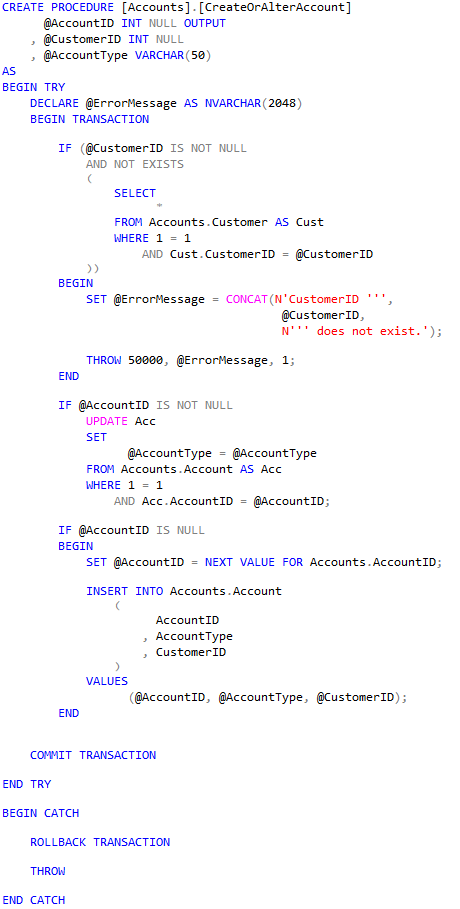 CREATE PROCEDURE [Accounts].[CreateOrAlterAccount]
@AccountID INT NULL OUTPUT
, @CustomerID INT NULL
, @AccountType VARCHAR(50)
AS
BEGIN TRY
DECLARE @ErrorMessage AS NVARCHAR(2048)
BEGIN TRANSACTION
IF (@CustomerID IS NOT NULL
AND NOT EXISTS
(
SELECT
*
FROM Accounts.Customer AS Cust
WHERE 1 = 1
AND Cust.CustomerID = @CustomerID
))
BEGIN
SET @ErrorMessage = CONCAT(N'CustomerID ''',
@CustomerID,
N''' does not exist.');
THROW 50000, @ErrorMessage, 1;
END
IF @AccountID IS NOT NULL
UPDATE Acc
SET
@AccountType = @AccountType
FROM Accounts.Account AS Acc
WHERE 1 = 1
AND Acc.AccountID = @AccountID;
IF @AccountID IS NULL
BEGIN
SET @AccountID = NEXT VALUE FOR Accounts.AccountID;
INSERT INTO Accounts.Account
(
AccountID
, AccountType
, CustomerID
)
VALUES
(@AccountID, @AccountType, @CustomerID);
END
COMMIT TRANSACTION
END TRY
BEGIN CATCH
ROLLBACK TRANSACTION
THROW
END CATCH